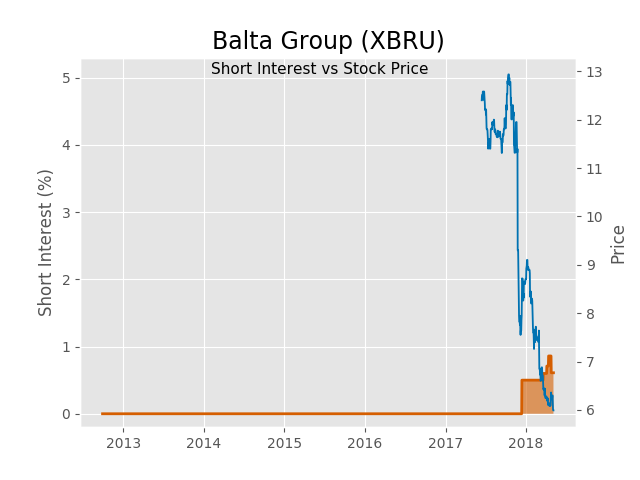 Balta Group (XBRU)
Short Interest vs Stock Price
Short Interest (%)
5
4
3
2
1
0
13
12
11
10
9
8
7
6
Price
2013 2014 2015 2016 2017 2018